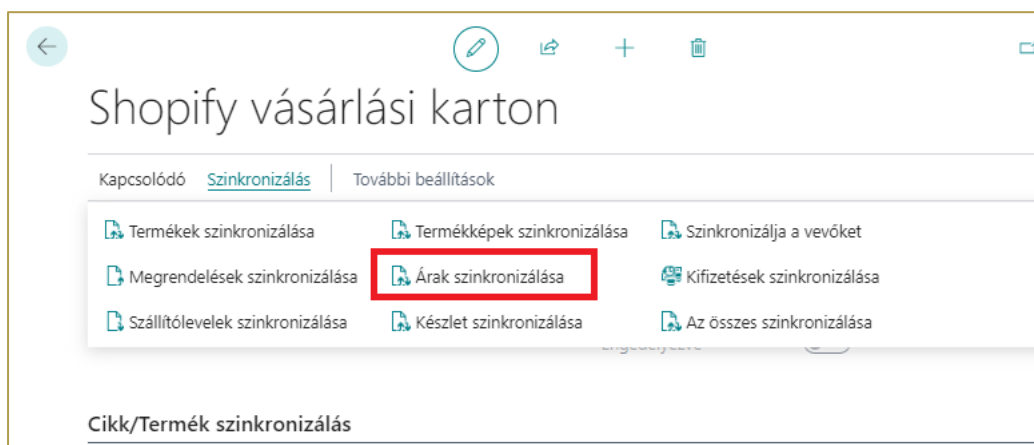 Shopify vásárlási karton
Kapcsolódó Szinkronizálás További beállítások
Termékek szinkronizálása Termékképek szinkronizálása Szinkronizálja a vevőket
Megrendelések szinkronizálása Árak szinkronizálása Kifizetések szinkronizálása
Szállítólevelek szinkronizálása Készlet szinkronizálása Az összes szinkronizálása
Cikk/Termék szinkronizálás